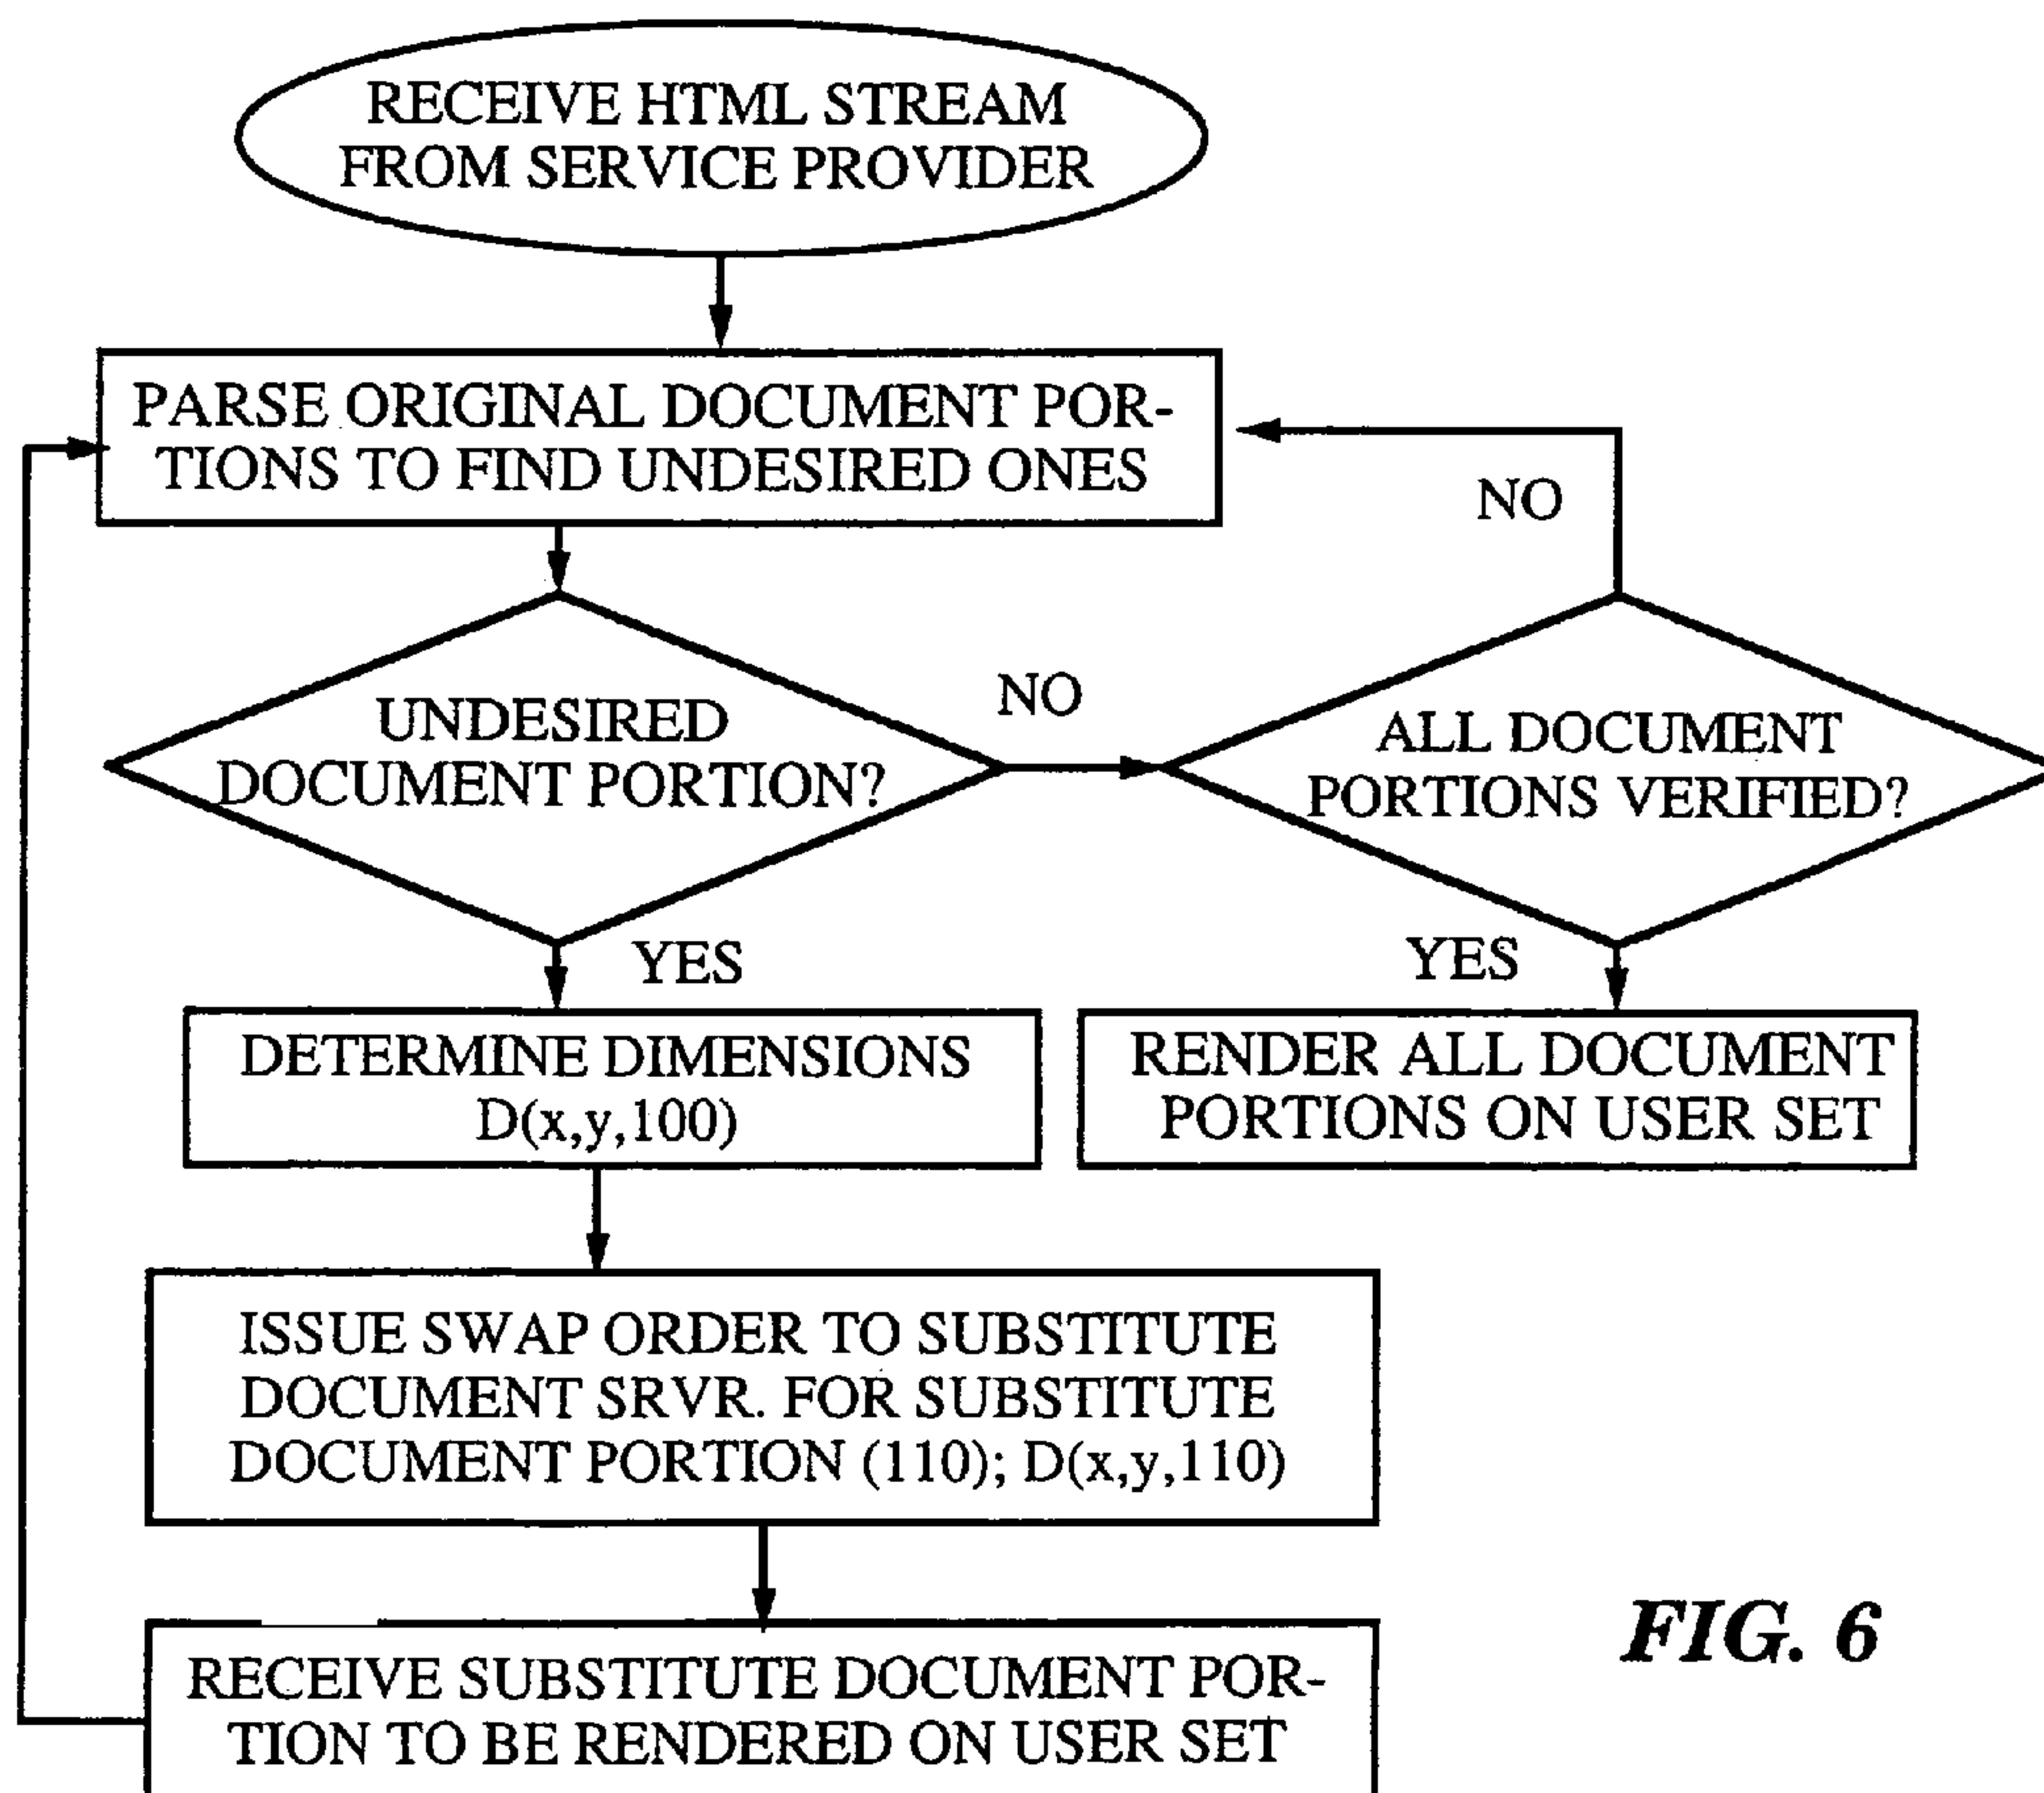 RECEIVE HTML STREAM
FROM SERVICE PROVIDER
PARSE ORIGINAL DOCUMENT POR-
TIONS TO FIND UNDESIRED ONES
NO
UNDESIRED
DOCUMENT PORTION?
NO
ALL DOCUMENT
PORTIONS VERIFIED?
YES
YES
DETERMINE DIMENSIONS
D(x,y,100)
RENDER ALL DOCUMENT
PORTIONS ON USER SET
ISSUE SWAP ORDER TO SUBSTITUTE
DOCUMENT SRVR. FOR SUBSTITUTE
DOCUMENT PORTION (110); D(x,y,110)
RECEIVE SUBSTITUTE DOCUMENT POR-
TION TO BE RENDERED ON USER SET
FIG. 6